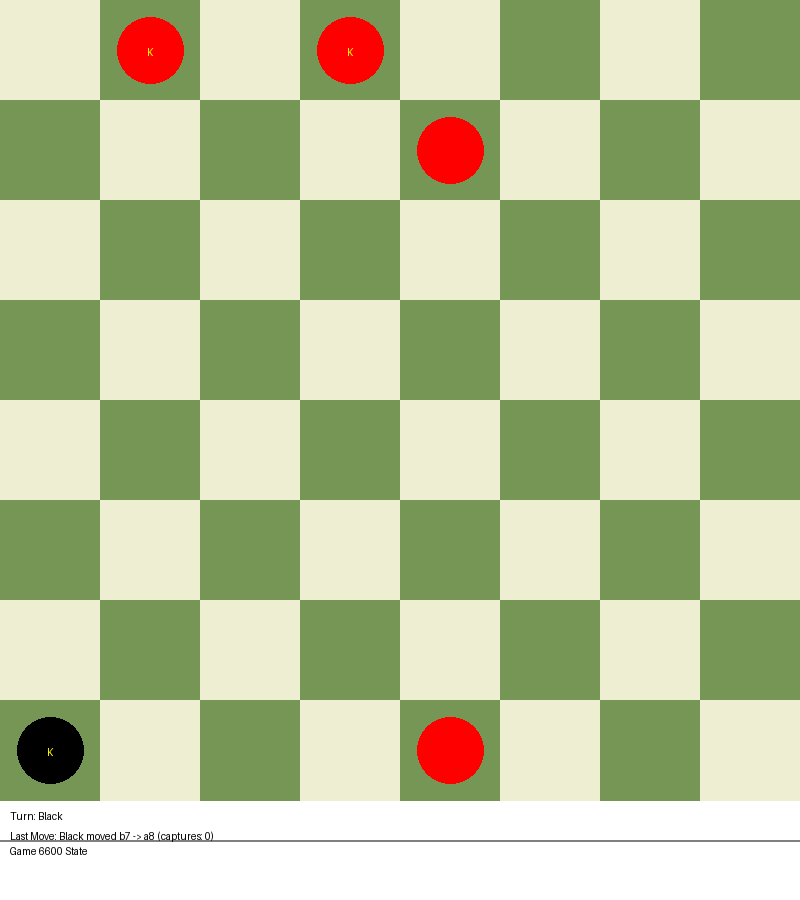 K K
K
Turn: Black
Last Move: Black moved b7 -> a8 (captures: 0)
Game 6600 State